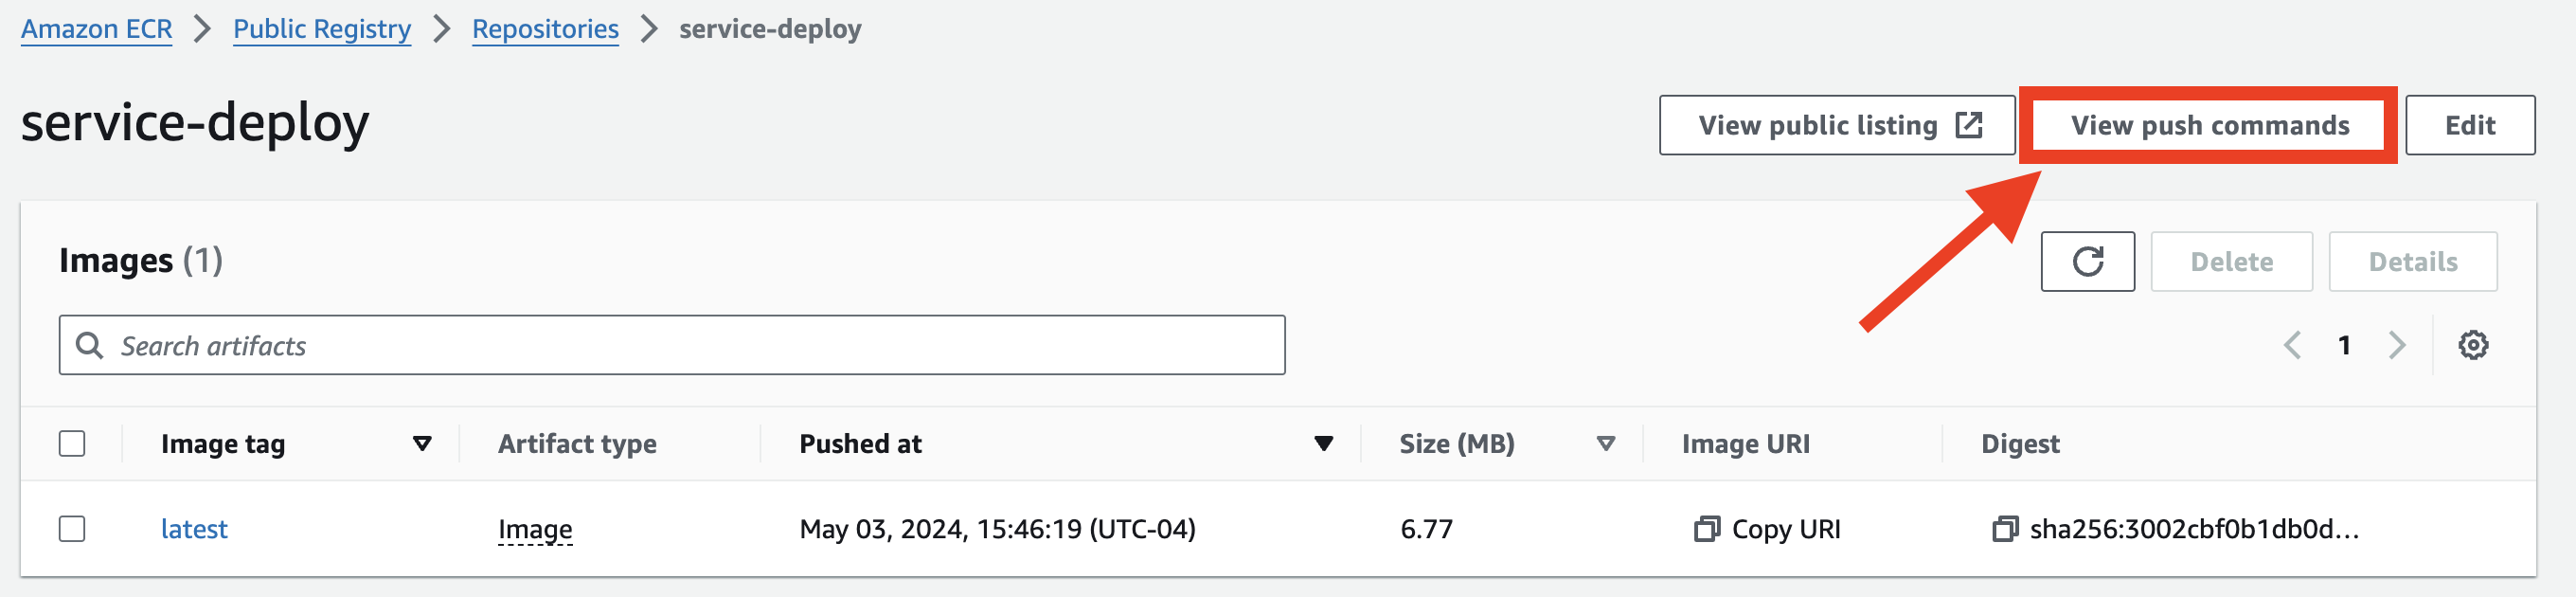 Amazon ECR > Public Registry > Repositories > service-deploy
service-deploy
View public listing
View push commands
Edit
Images (1)
Delete
Details
Search artifacts
1
Image tag
Artifact type
Pushed at
Size (MB)
Image URI
Digest
latest
Image
May 03, 2024, 15:46:19 (UTC-04)
6.77
Copy URI
sha256:3002cbf0b1db0d...